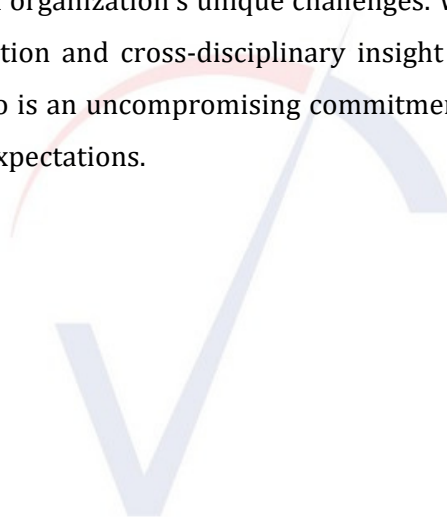 organization's unique challenges. W
tion and cross-disciplinary insight
o is an uncompromising commitmen
xpectations.